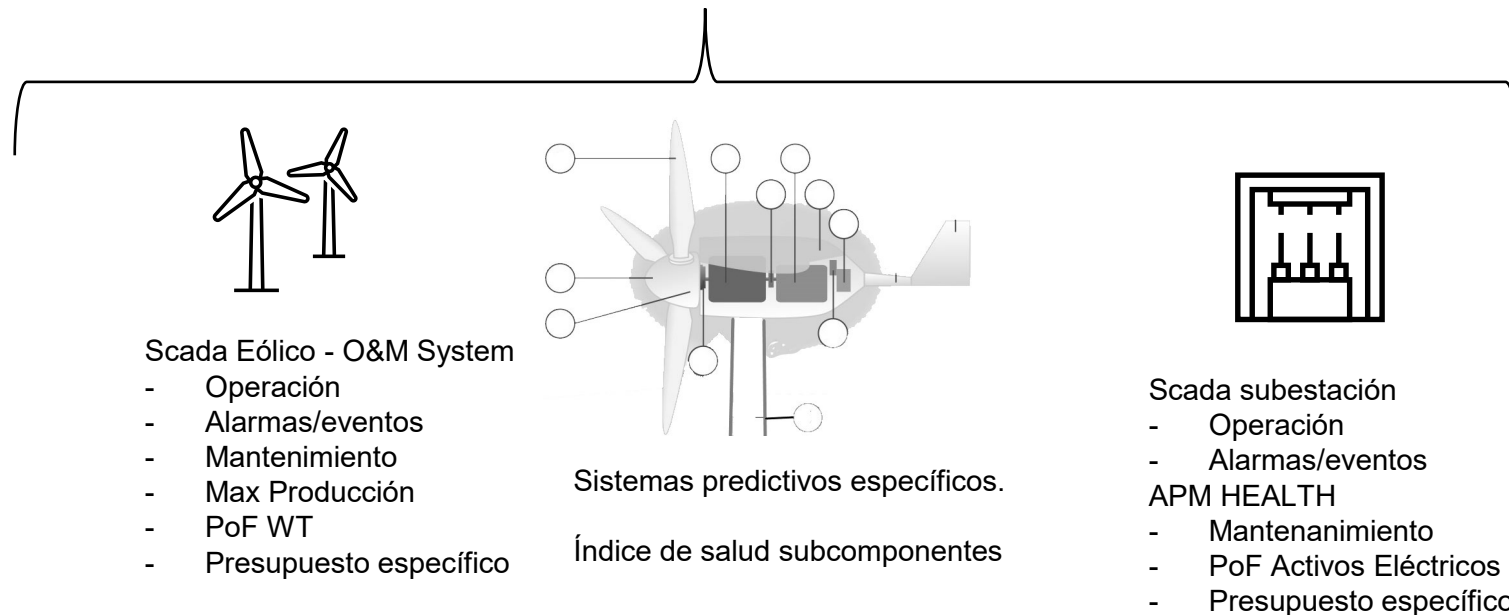 Scada Eólico - O&M System
- Operación
- Alarmas/eventos
- Mantenimiento
- Max Producción
- PoF WT
- Presupuesto específico
Sistemas predictivos específicos.
Índice de salud subcomponentes
Scada subestación
- Operación
- Alarmas/eventos
APM HEALTH
- Mantenanimiento
- PoF Activos Eléctricos
- Presupuesto específico